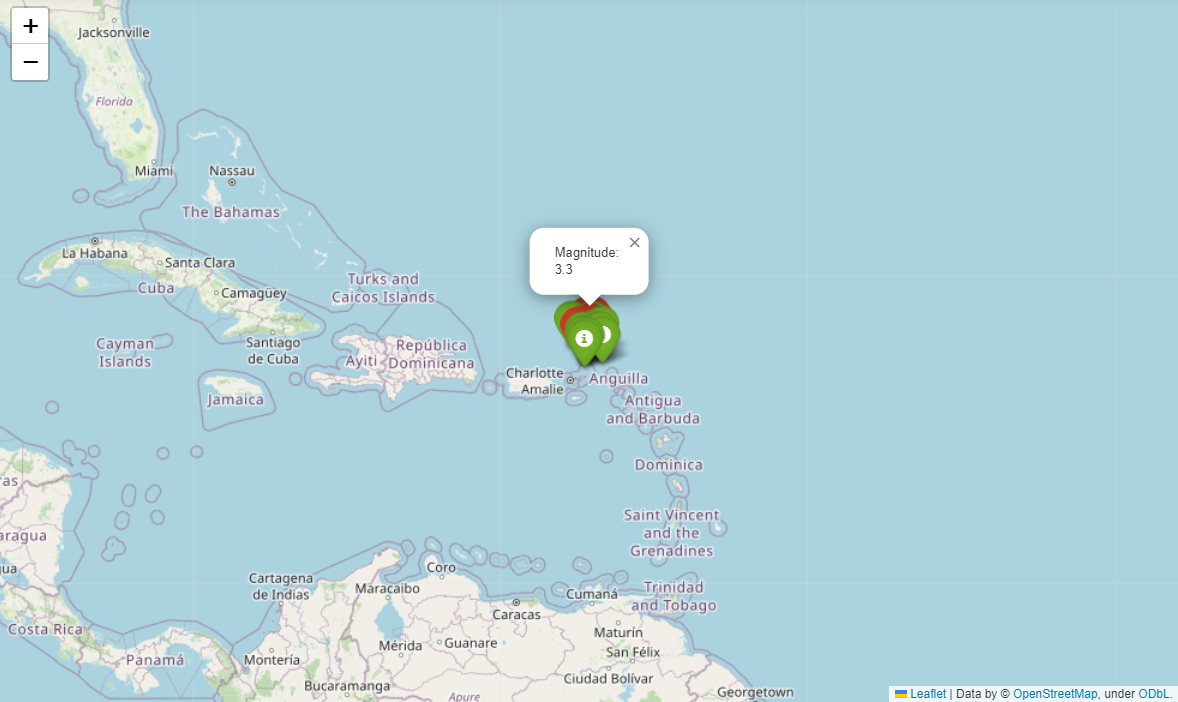 +
−
Jacksonville
Florida
Miami
Nassau
The Bahamas
La Habana
Santa Clara
Cuba
Camagüey
Turks and
Caicos Islands
Magnitude:
3.3
×
Cayman
Islands
Santiago
de Cuba
Ayiti
República
Dominicana
Jamaica
Charlotte
Amalie
Anguilla
Antigua
and Barbuda
Dominica
Saint Vincent
and the
Grenadines
ras
aragua
gua
Costa Rica
Panamá
Cartagena
de Indias
Maracaibo
Coro
Caracas
Cumaná
Trinidad
and Tobago
Mérida
Guanare
Maturín
San Félix
Ciudad Bolívar
Montería
Bucaramanga
Apure
Georgetown
Leaflet | Data by © OpenStreetMap, under ODbL.